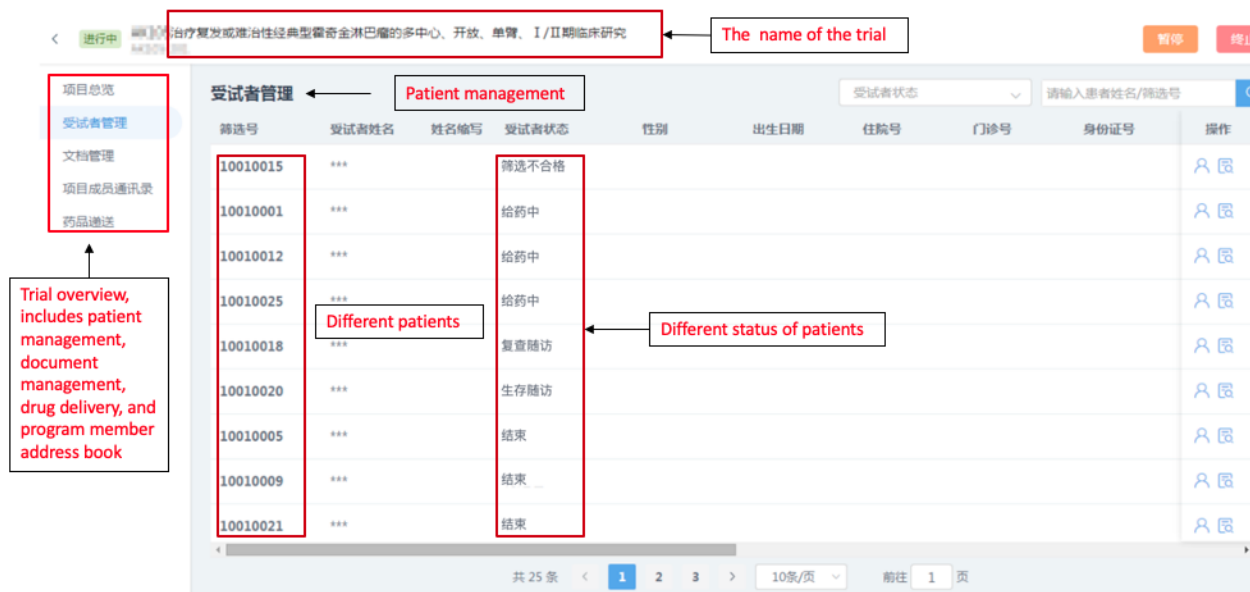 进行中
治疗复发或难治性经典型霍奇金淋巴瘤的多中心、开放、单臂、I/II期临床研究
The name of the trial
暂停
终止
项目总览
受试者管理
文档管理
项目成员通讯录
药品递送
受试者管理
Patient management
受试者状态
请输入患者姓名/筛选号
筛选号 受试者姓名 姓名缩写 受试者状态 性别 出生日期 住院号 门诊号 身份证号 操作
10010015 *** 筛选不合格
10010001 *** 给药中
10010012 *** 给药中
10010025 *** 给药中
Different patients
Different status of patients
10010018 *** 复查随访
10010020 *** 生存随访
10010005 *** 结束
10010009 *** 结束
10010021 *** 结束
Trial overview,
includes patient
management,
document
management,
drug delivery, and
program member
address book
共 25 条 < 1 2 3 > 10条/页 前往 1 页